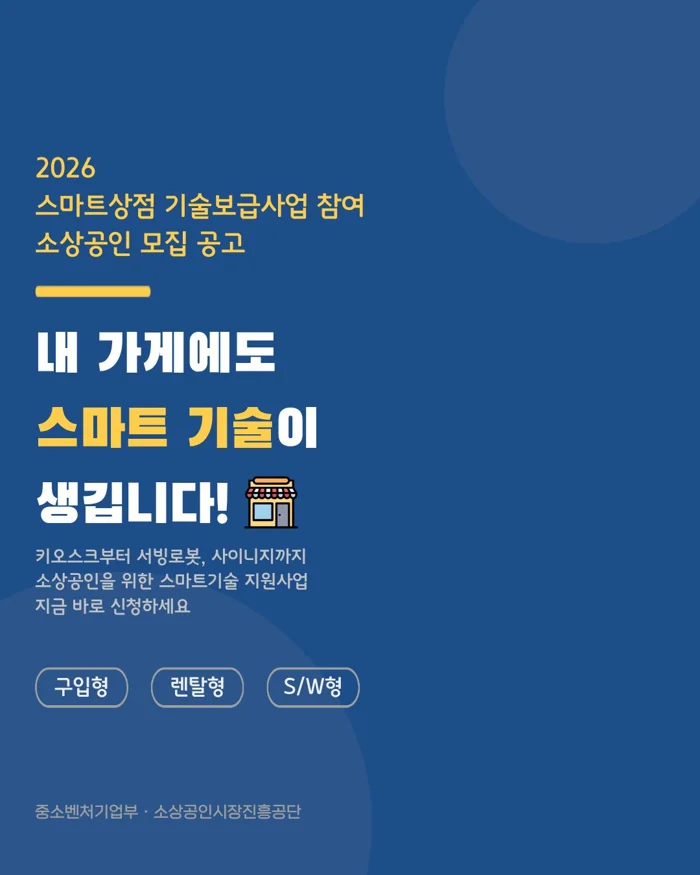 2026
스마트상점 기술보급사업 참여
소상공인 모집 공고
내 가게에도
스마트 기술이
생깁니다!
키오스크부터 서빙로봇, 사이니지까지
소상공인을 위한 스마트기술 지원사업
지금 바로 신청하세요
구입형 렌탈형 S/W형
중소벤처기업부 · 소상공인시장진흥공단